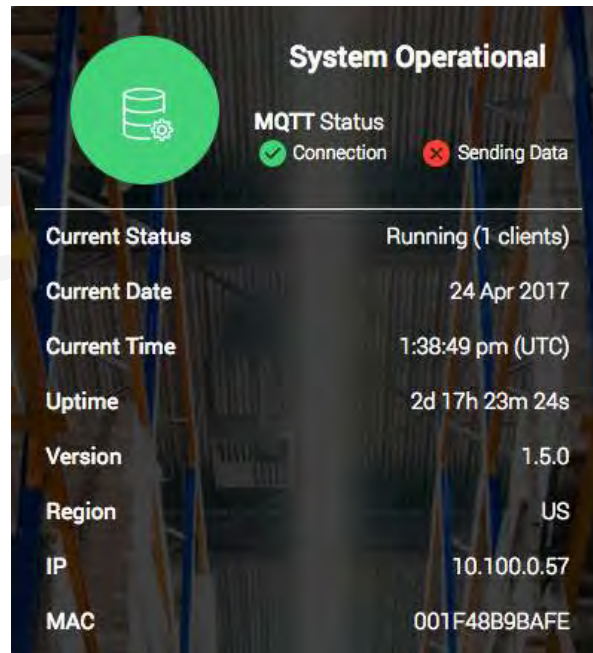 System Operational
MQTT Status
Connection Sending Data
Current Status Running (1 clients)
Current Date 24 Apr 2017
Current Time 1:38:49 pm (UTC)
Uptime 2d 17h 23m 24s
Version 1.5.0
Region US
IP 10.100.0.57
MAC 001F48B9BAFE